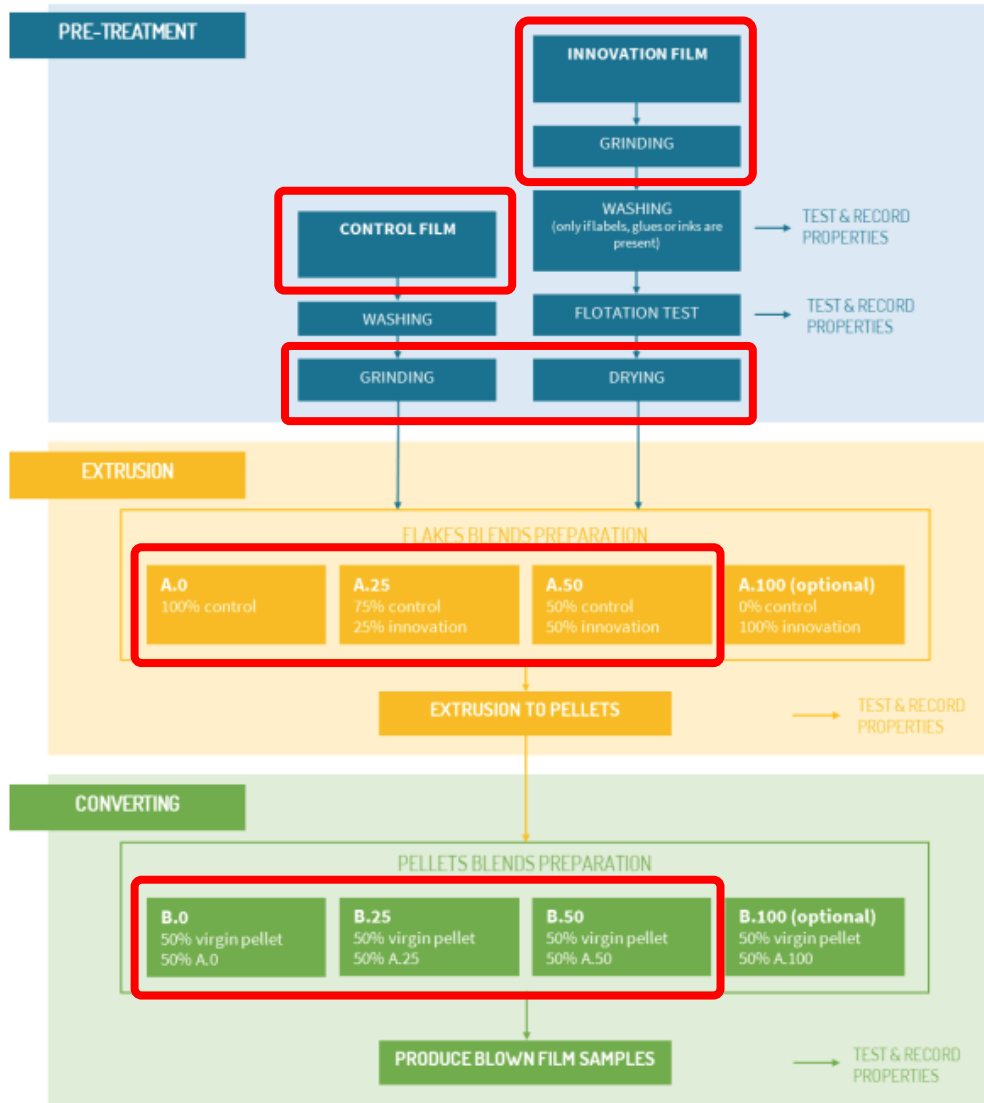 PRE-TREATMENT
INNOVATION FILM
GRINDING
WASHING
(only if labels, glues or inks are
present)
TEST & RECORD
PROPERTIES
CONTROL FILM
WASHING
FLOTATION TEST
TEST & RECORD
PROPERTIES
GRINDING
DRYING
EXTRUSION
FLAKES BLENDS PREPARATION
A.0
100% control
A.25
75% control
25% innovation
A.50
50% control
50% innovation
A.100 (optional)
0% control
100% innovation
EXTRUSION TO PELLETS
TEST & RECORD
PROPERTIES
CONVERTING
PELLETS BLENDS PREPARATION
B.0
50% virgin pellet
50% A.0
B.25
50% virgin pellet
50% A.25
B.50
50% virgin pellet
50% A.50
B.100 (optional)
50% virgin pellet
50% A.100
PRODUCE BLOWN FILM SAMPLES
TEST & RECORD
PROPERTIES